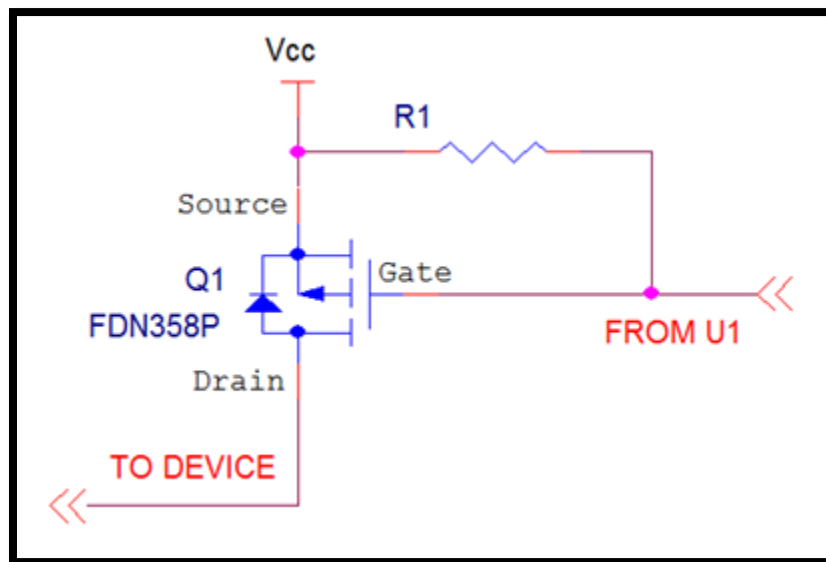 Vcc
R1
Source
Q1
Gate
FDN358P
FROM U1
Drain
TO DEVICE